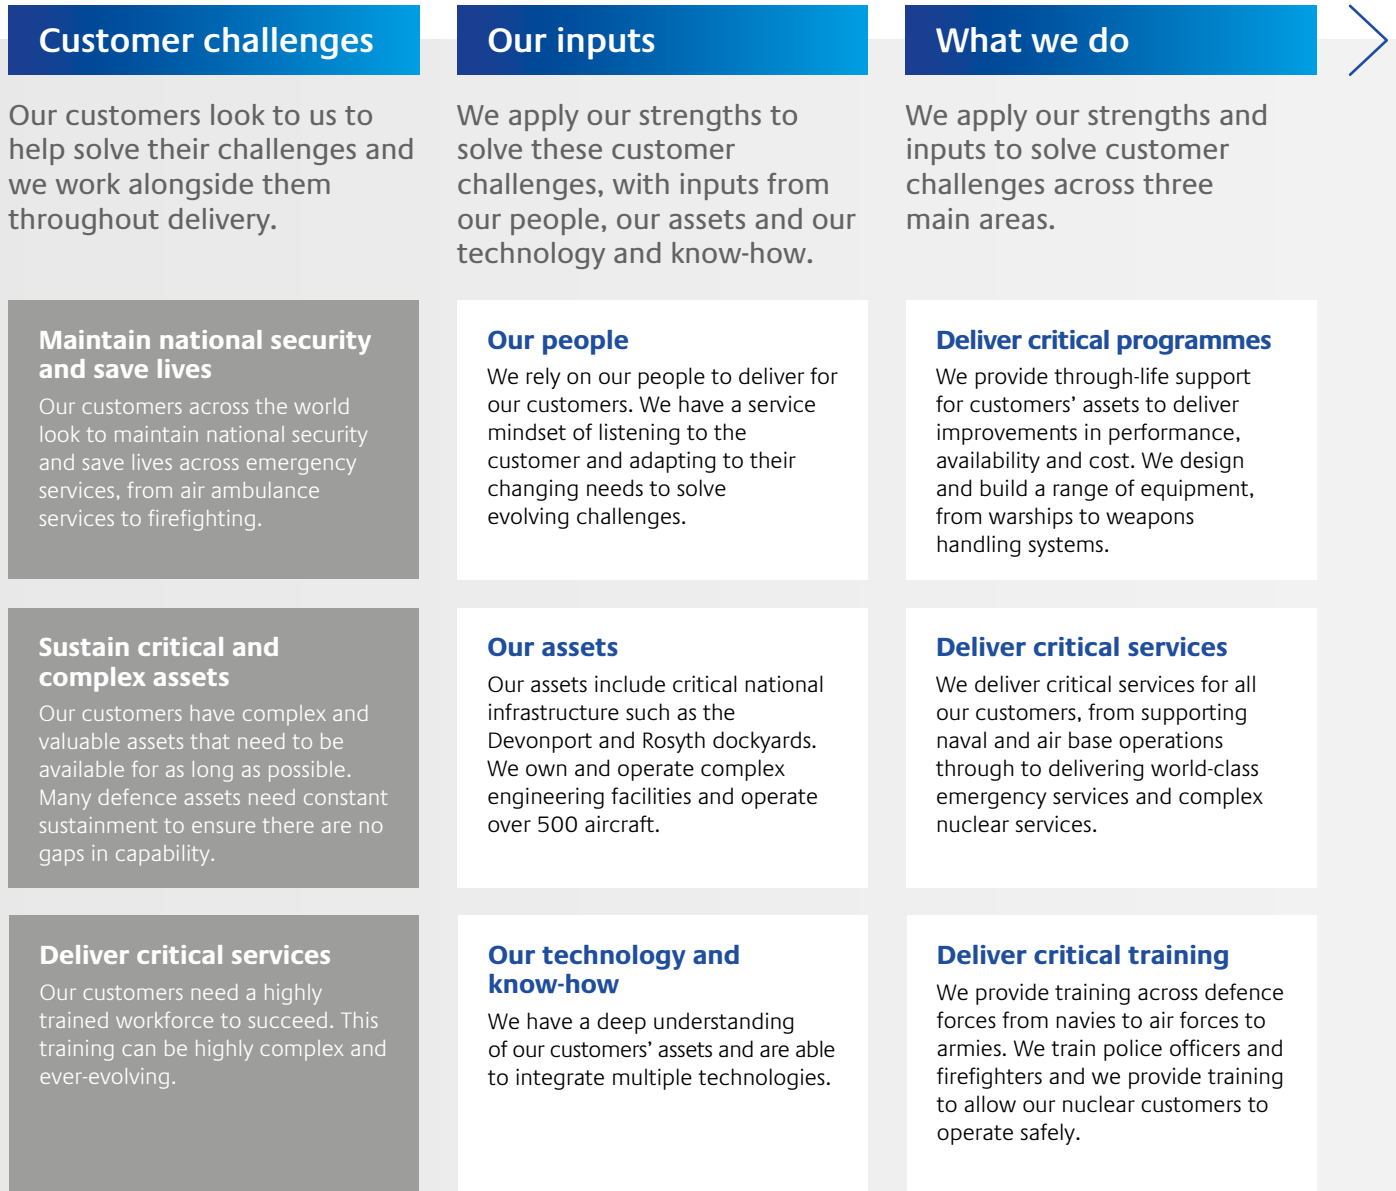 Customer challenges
Our customers look to us to
help solve their challenges and
we work alongside them
throughout delivery.
Maintain national security
and save lives
Our customers across the world
look to maintain national security
and save lives across emergency
services, from air ambulance
services to firefighting.
Sustain critical and
complex assets
Our customers have complex and
valuable assets that need to be
available for as long as possible.
Many defence assets need constant
sustainment to ensure there are no
gaps in capability.
Deliver critical services
Our customers need a highly
trained workforce to succeed. This
training can be highly complex and
ever-evolving.
Our inputs
We apply our strengths to
solve these customer
challenges, with inputs from
our people, our assets and our
technology and know-how.
Our people
We rely on our people to deliver for
our customers. We have a service
mindset of listening to the
customer and adapting to their
changing needs to solve
evolving challenges.
Our assets
Our assets include critical national
infrastructure such as the
Devonport and Rosyth dockyards.
We own and operate complex
engineering facilities and operate
over 500 aircraft.
Our technology and
know-how
We have a deep understanding
of our customers’ assets and are able
to integrate multiple technologies.
What we do
We apply our strengths and
inputs to solve customer
challenges across three
main areas.
Deliver critical programmes
We provide through-life support
for customers’ assets to deliver
improvements in performance,
availability and cost. We design
and build a range of equipment,
from warships to weapons
handling systems.
Deliver critical services
We deliver critical services for all
our customers, from supporting
naval and air base operations
through to delivering world-class
emergency services and complex
nuclear services.
Deliver critical training
We provide training across defence
forces from navies to air forces to
armies. We train police officers and
firefighters and we provide training
to allow our nuclear customers to
operate safely.